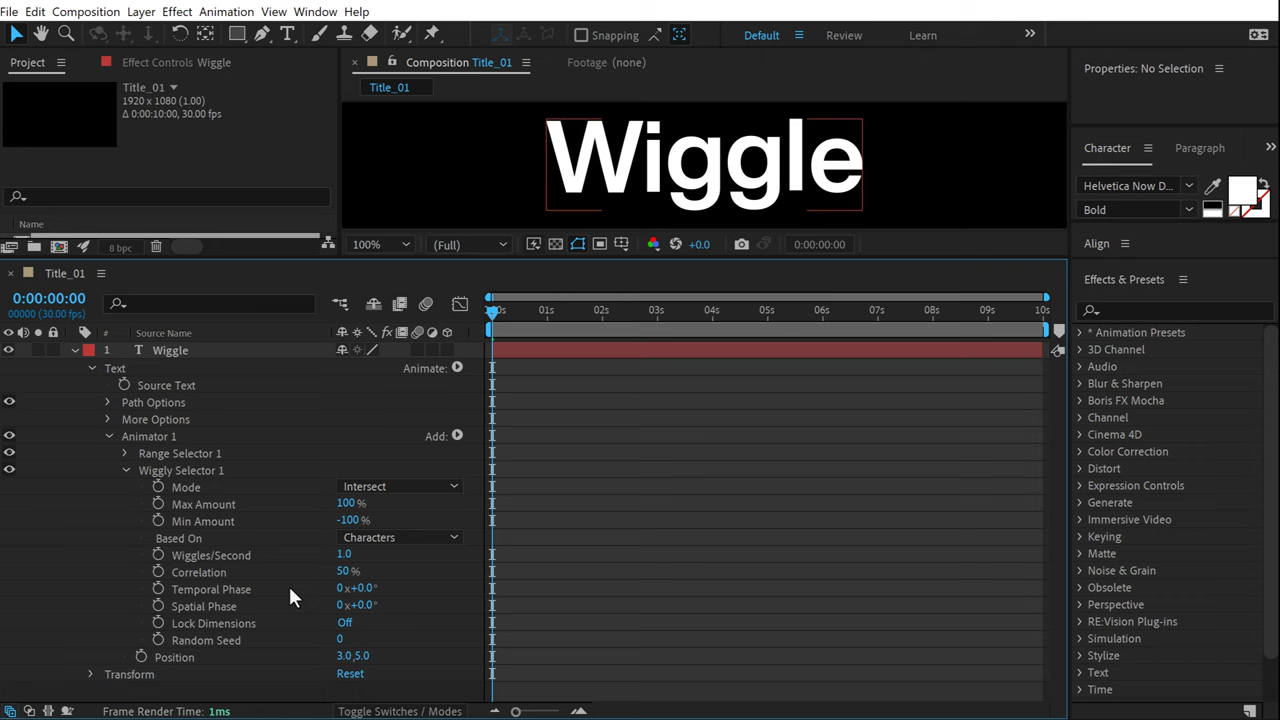 File Edit Composition Layer Effect Animation View Window Help
Snapping Default Review Learn
Project Effect Controls Wiggle Composition Title_01 Footage (none) Properties: No Selection
Title_01 Title_01
1920 x 1080 (1.00)
Δ 0:00:10:00, 30.00 fps
Wiggle
Character Paragraph
Helvetica Now D...
Bold
Name
8 bpc 100% (Full) +0.0 0:00:00:00 Align
Title_01 Effects & Presets
0:00:00:00
00000 (30.00 fps) 01s 02s 03s 04s 05s 06s 07s 08s 09s 10s
# Source Name fx * Animation Presets
1 T Wiggle 3D Channel
Text Animate: Audio
Source Text Blur & Sharpen
Path Options Boris FX Mocha
More Options Channel
Animator 1 Add: Cinema 4D
Range Selector 1 Color Correction
Wiggly Selector 1 Distort
Mode Intersect Expression Controls
Max Amount 100 % Generate
Min Amount -100 % Immersive Video
Based On Characters Keying
Wiggles/Second 1.0 Matte
Correlation 50 % Noise & Grain
Temporal Phase 0 x+0.0° Obsolete
Spatial Phase 0 x+0.0° Perspective
Lock Dimensions Off RE:Vision Plug-ins
Random Seed 0 Simulation
Position 3.0,5.0 Stylize
Transform Reset Text
Time
Frame Render Time: 1ms Toggle Switches / Modes